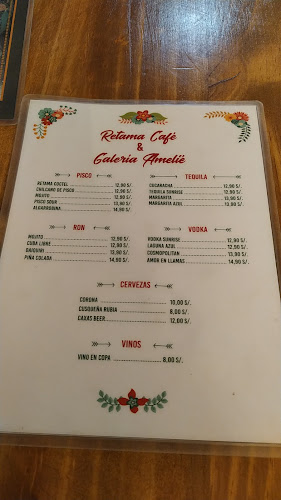 Retama Café
&
Galeria Amelié
PISCO
RETAMA COCTEL 12,90 S/.
CHILCANO DE PISCO 12,90 S/.
MOJITO 12,90 S/.
PISCO SOUR 13,90 S/.
ALGARROBINA 14,90 S/.
TEQUILA
CUCARACHA 12,90 S/.
TEQUILA SUNRISE 12,90 S/.
MARGARITA 13,90 S/.
MARGARITA AZUL 13,90 S/.
RON
MOJITO 12,90 S/.
CUBA LIBRE 12,90 S/.
DAIQUIRI 13,90 S/.
PIÑA COLADA 14,90 S/.
VODKA
VODKA SUNRISE 12,90 S/.
LAGUNA AZUL 12,90 S/.
COSMOPOLITAN 13,90 S/.
AMOR EN LLAMAS 14,90 S/.
CERVEZAS
CORONA 10,00 S/.
CUSQUEÑA RUBIA 8,00 S/.
CAXAS BEER 12,00 S/.
VINOS
VINO EN COPA 8,00 S/.